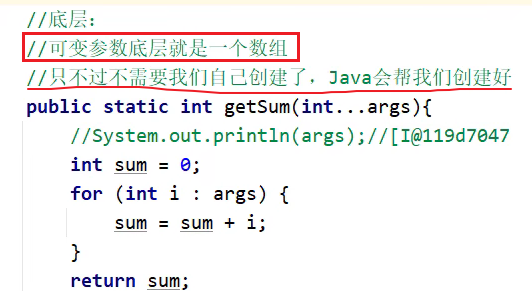 //底层：
//可变参数底层就是一个数组
//只不过不需要我们自己创建了，Java会帮我们创建好
public static int getSum(int...args){
//System.out.println(args);//[I@119d7047
int sum = 0;
for (int i : args) {
sum = sum + i;
}
return sum;